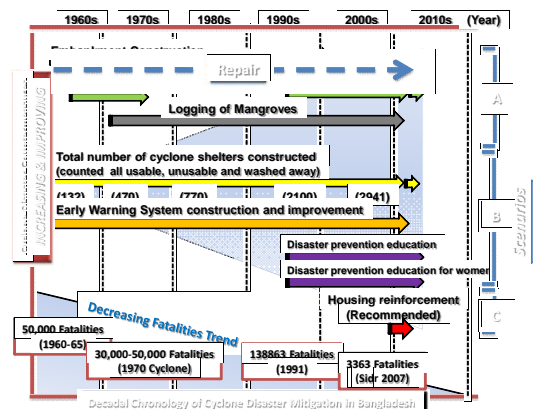 1960s 1970s 1980s 1990s 2000s 2010s (Year)
Embankment Construction
Repair
INCREASING & IMPROVING
A
Logging of Mangroves
Total number of cyclone shelters constructed
(counted all usable, unusable and washed away)
(132) (470) (770) (2100) (2941)
Early Warning System construction and improvement
B
Scenarios
Disaster prevention education
Disaster prevention education for women
Housing reinforcement
(Recommended)
C
Decreasing Fatalities Trend
50,000 Fatalities
(1960-65)
30,000-50,000 Fatalities
(1970 Cyclone)
138863 Fatalities
(1991)
3363 Fatalities
(Sidr 2007)
Decadal Chronology of Cyclone Disaster Mitigation in Bangladesh